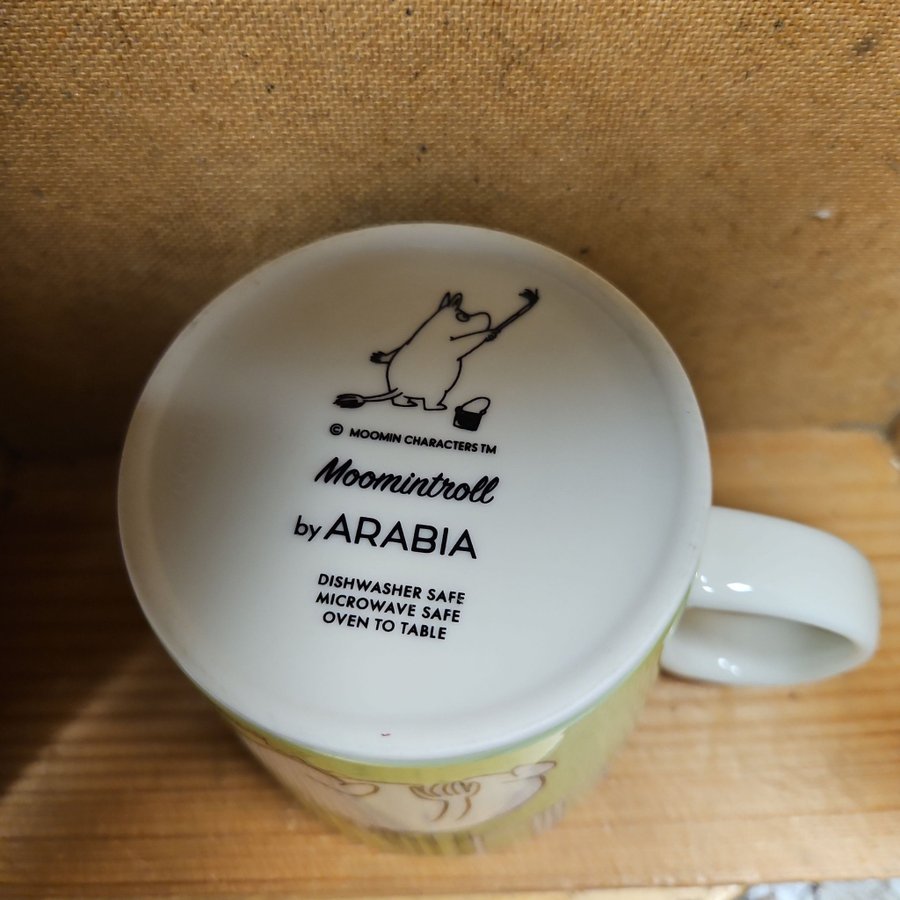 © MOOMIN CHARACTERS TM
Moomintroll
by ARABIA
DISHWASHER SAFE
MICROWAVE SAFE
OVEN TO TABLE